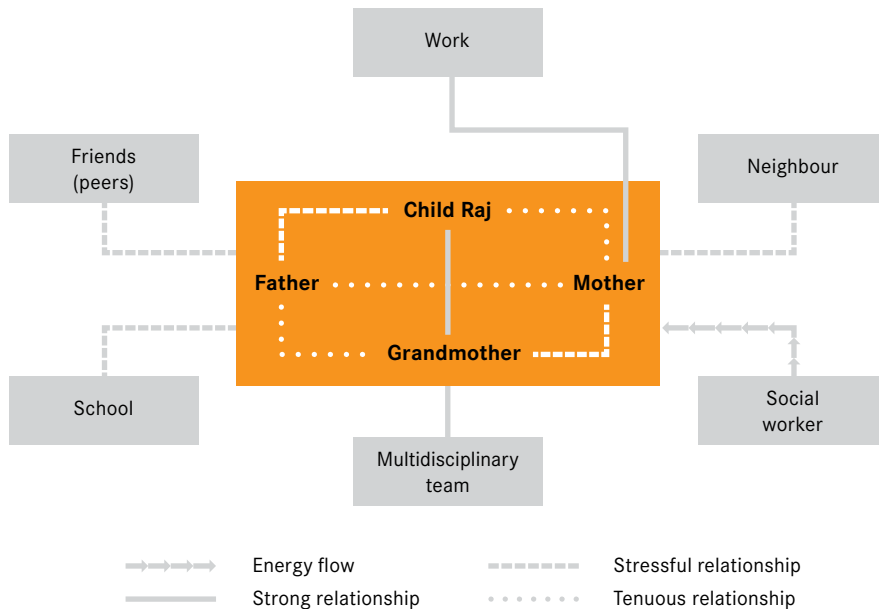 Work
Friends
(peers)
Neighbour
Child Raj
Father
Mother
Grandmother
School
Social
worker
Multidisciplinary
team
Energy flow
Stressful relationship
Strong relationship
Tenuous relationship